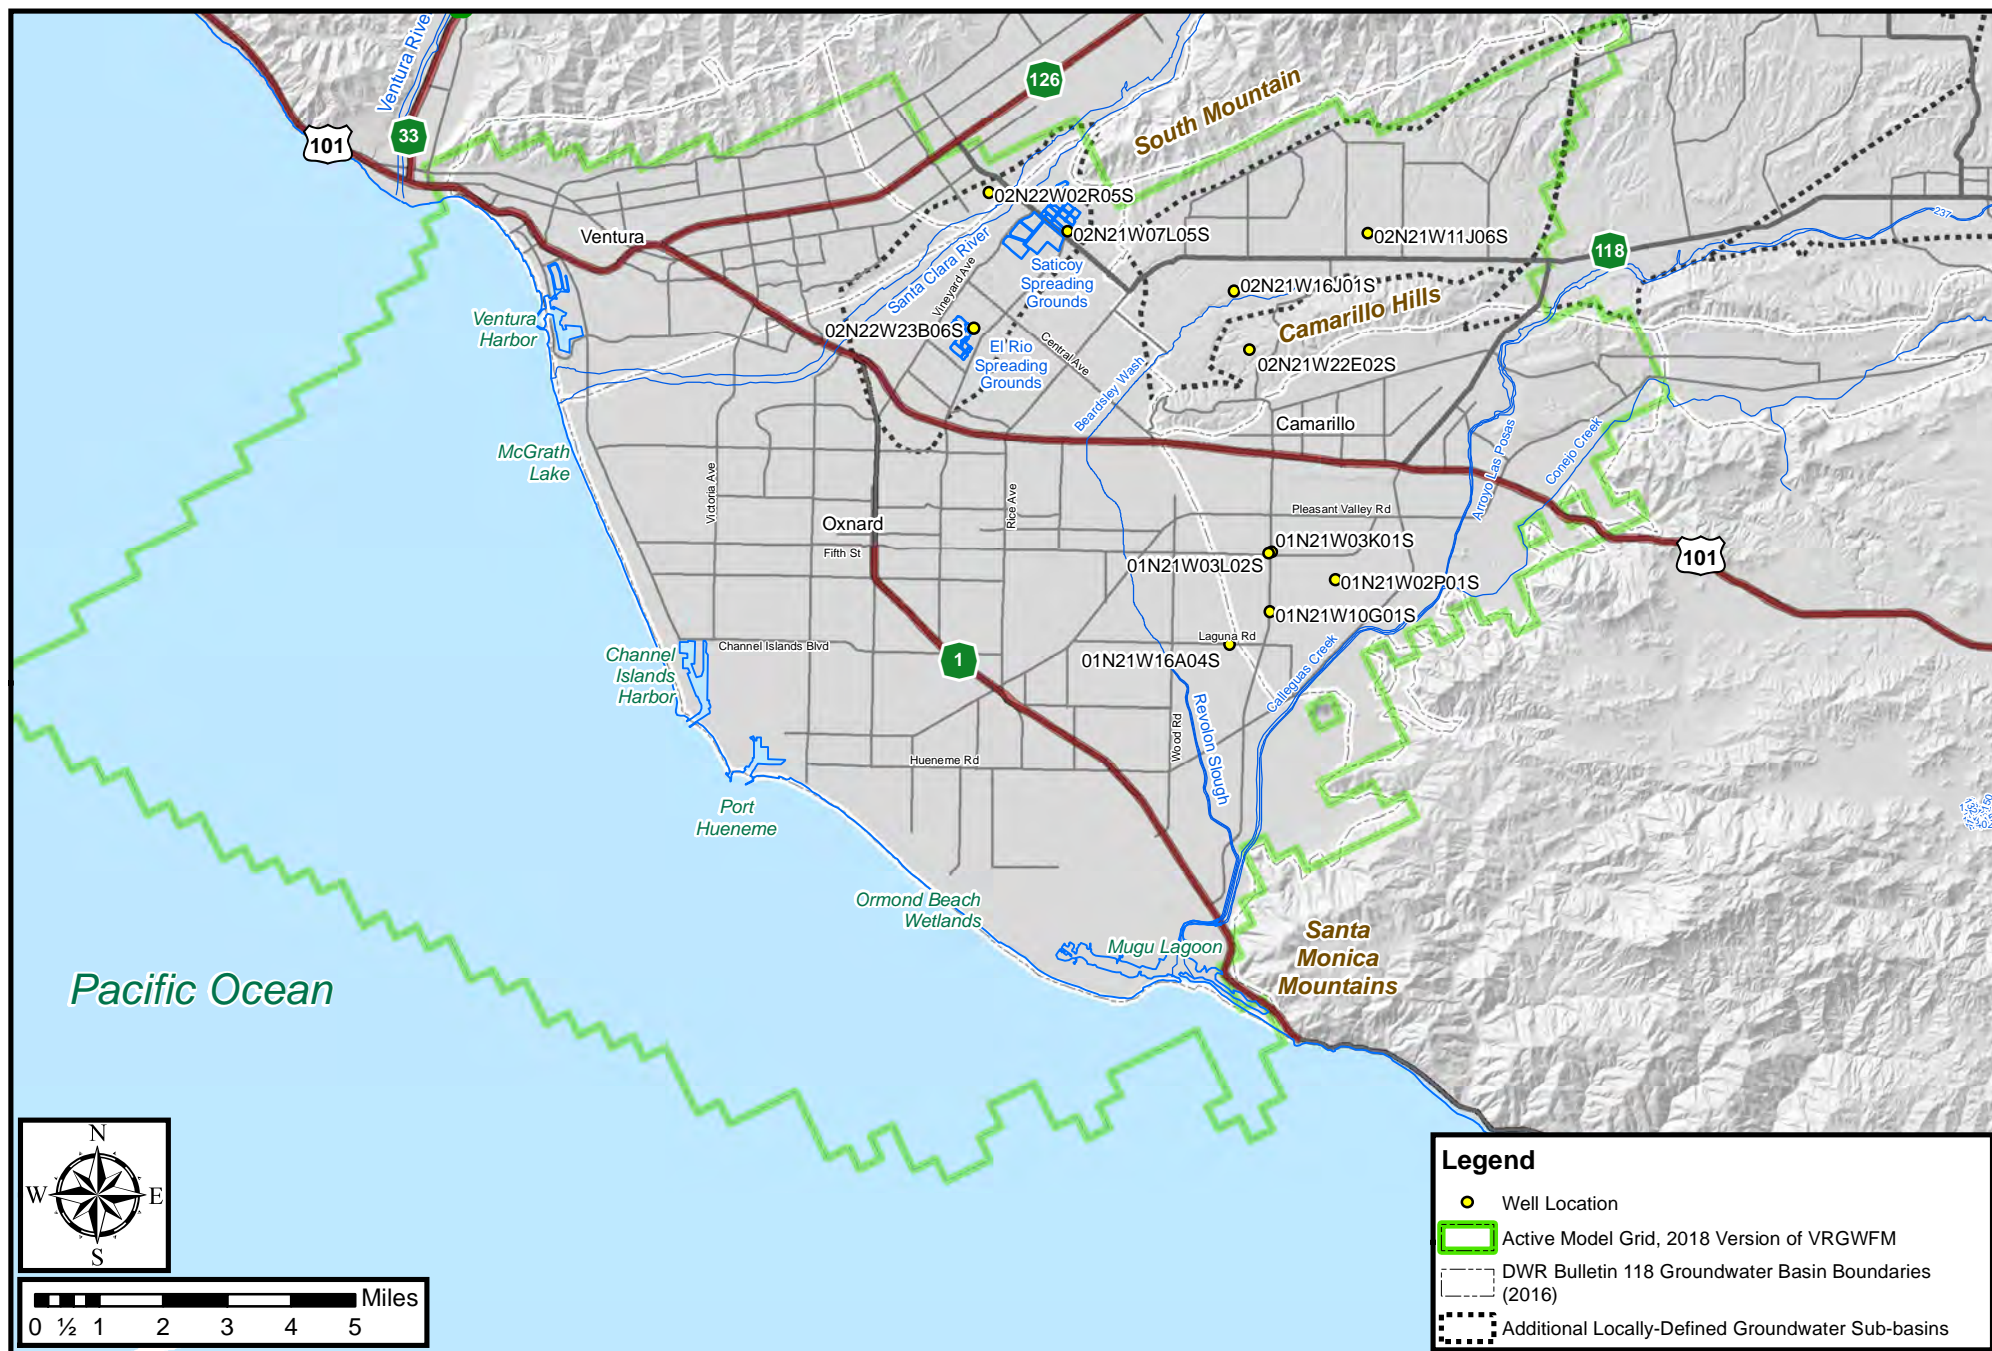 Ventura River
126
33
101
South Mountain
02N22W02R05S
237
Ventura
02N21W07L05S
02N21W11J06S
118
Santa Clara River
Vineyard Ave
Saticoy
Spreading
Grounds
02N21W16J01S
Camarillo Hills
Ventura
Harbor
02N22W23B06S
El Rio
Spreading
Grounds
Central Ave
02N21W22E02S
Beardsley Wash
Camarillo
McGrath
Lake
Victoria Ave
Rice Ave
Arroyo Las Posas
Conejo Creek
Pleasant Valley Rd
Oxnard
Fifth St
01N21W03K01S
01N21W03L02S
101
01N21W02P01S
01N21W10G01S
Laguna Rd
Channel Islands Blvd
01N21W16A04S
1
Channel
Islands
Harbor
Calleguas Creek
Revolon Slough
Wood Rd
Hueneme Rd
Port
Hueneme
Ormond Beach
Wetlands
Mugu Lagoon
Santa
Monica
Mountains
Pacific Ocean
N
W E
S
Miles
0 ½ 1 2 3 4 5
Legend
Well Location
Active Model Grid, 2018 Version of VRGWFM
DWR Bulletin 118 Groundwater Basin Boundaries
(2016)
Additional Locally-Defined Groundwater Sub-basins